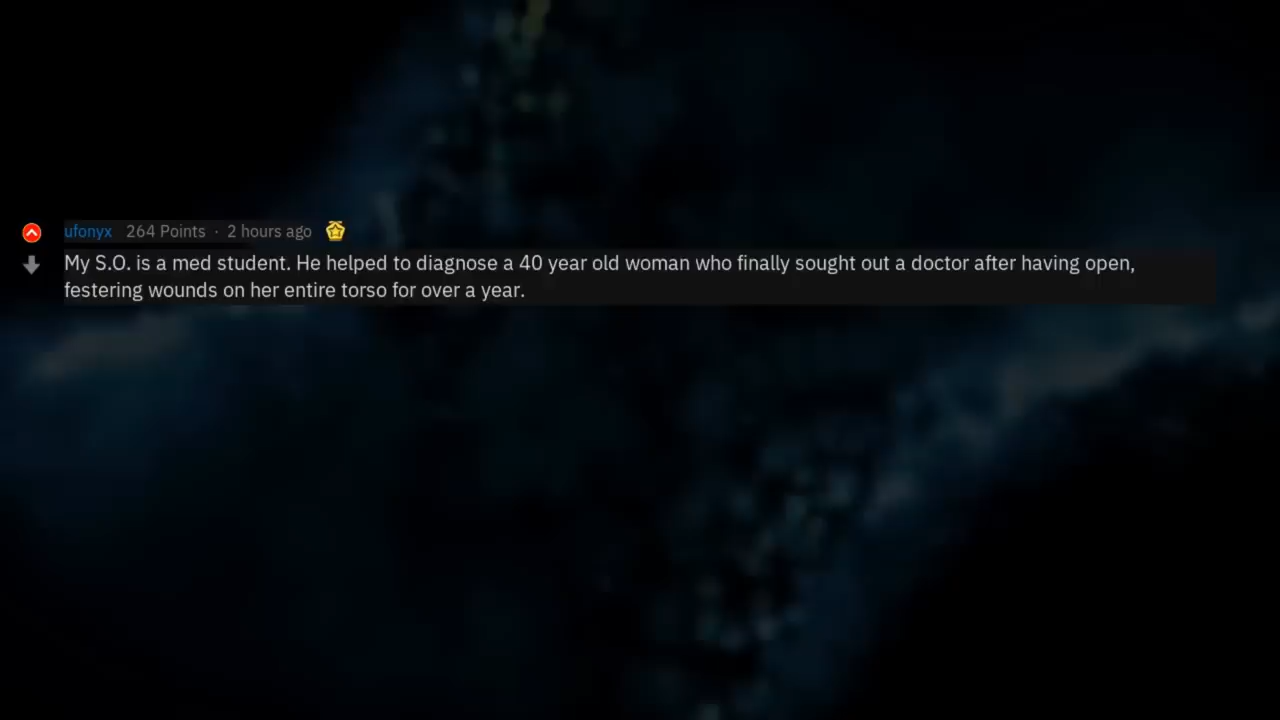 ufonyx 264 Points · 2 hours ago
My S.O. is a med student. He helped to diagnose a 40 year old woman who finally sought out a doctor after having open,
festering wounds on her entire torso for over a year.